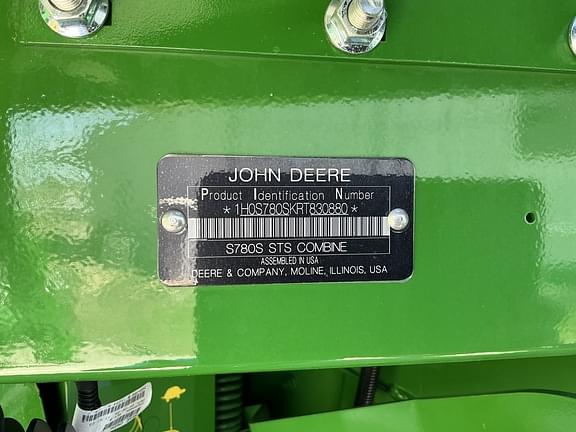 JOHN DEERE
Product Identification Number
* 1H0S780SKRT830880 *
S780S STS COMBINE
ASSEMBLED IN USA
DEERE & COMPANY, MOLINE, ILLINOIS, USA